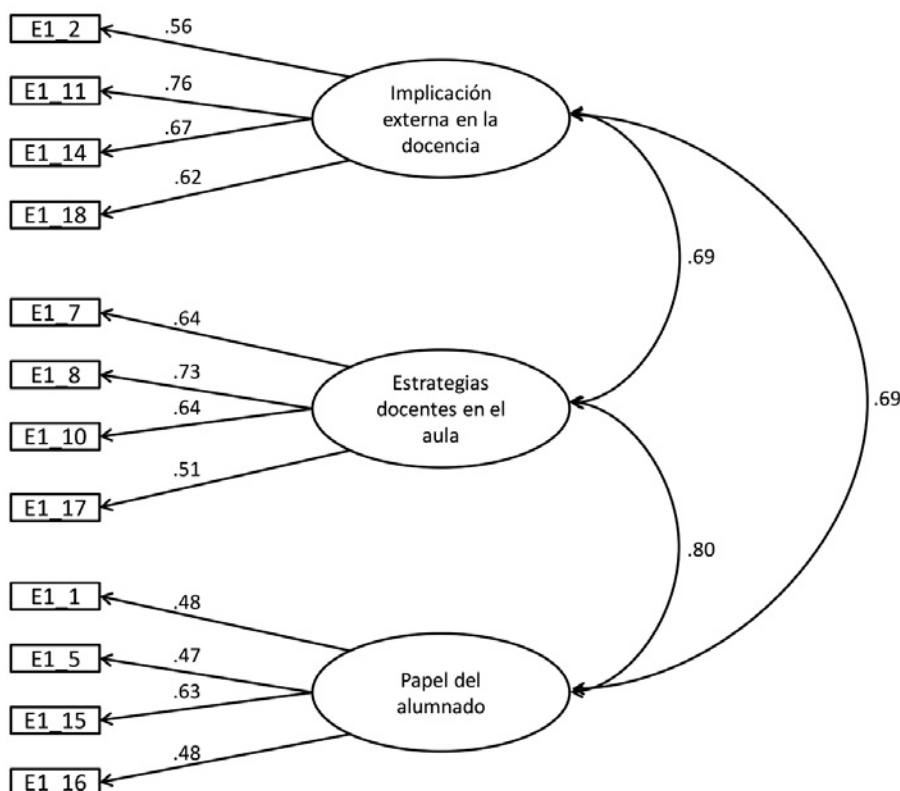 E1_2
.56
E1_11
.76
E1_14
.67
E1_18
.62
Implicación
externa en la
docencia
.69
E1_7
.64
E1_8
.73
E1_10
.64
E1_17
.51
Estrategias
docentes en el
aula
.69
.80
E1_1
.48
E1_5
.47
E1_15
.63
E1_16
.48
Papel del
alumnado